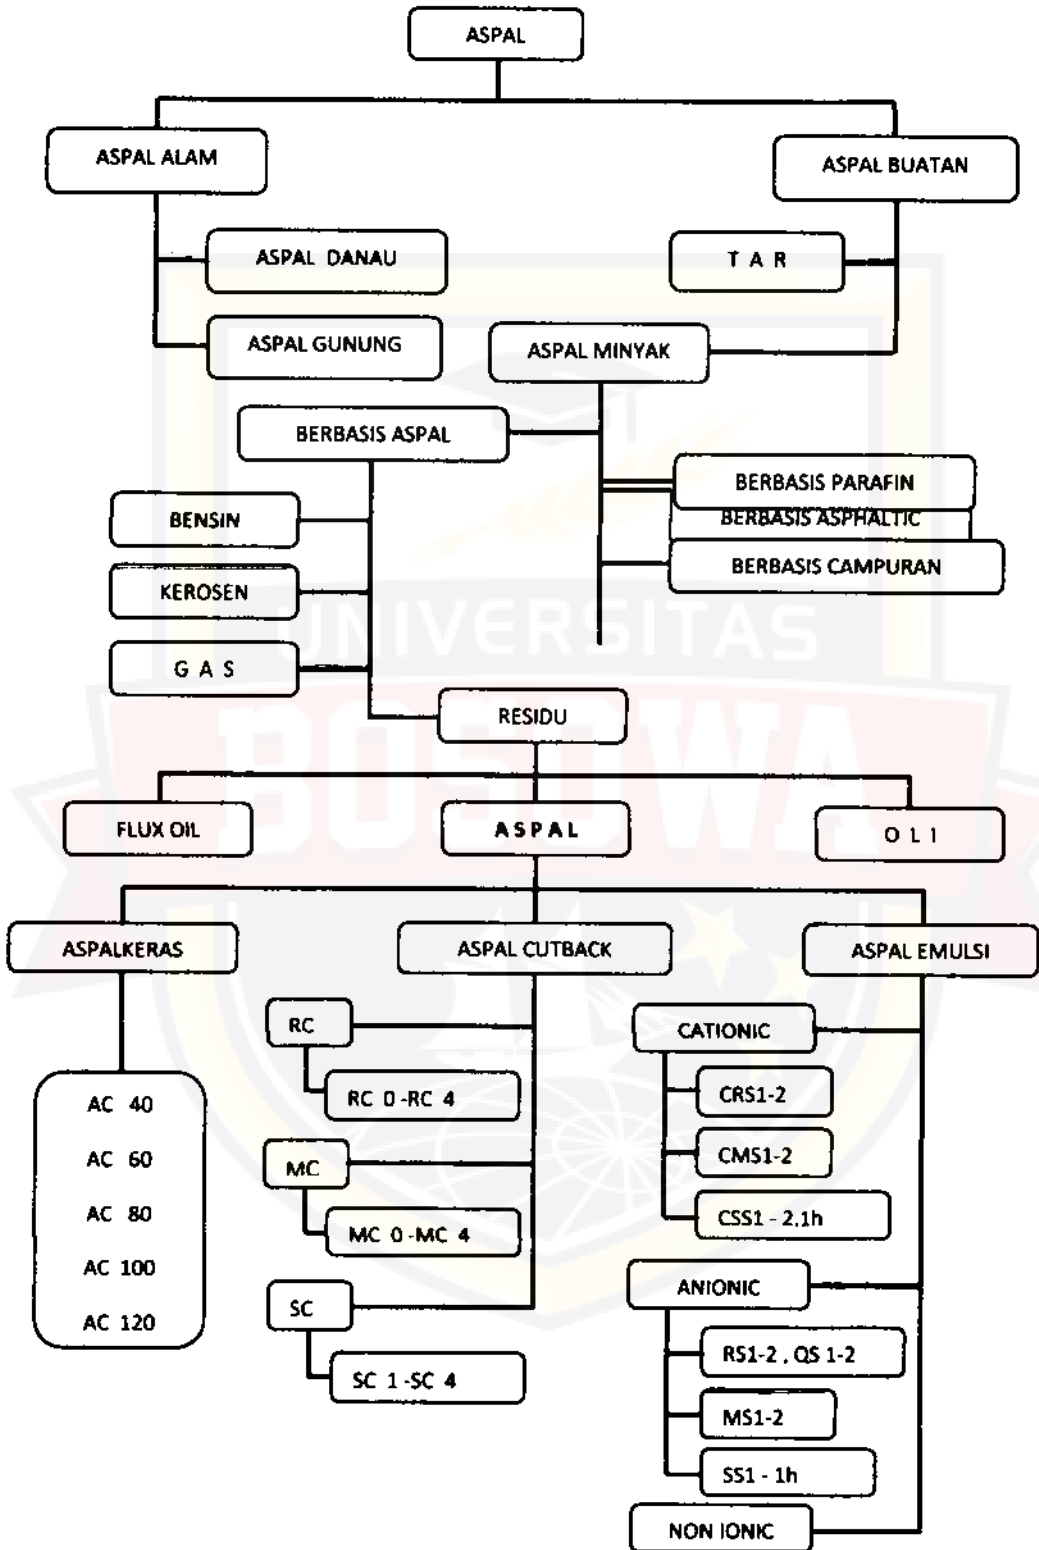 ASPAL
ASPAL ALAM
ASPAL BUATAN
ASPAL DANAU
T A R
ASPAL GUNUNG
ASPAL MINYAK
BERBASIS ASPAL
BERBASIS PARAFIN
BENSIN
BERBASIS ASPHALTIC
BERBASIS CAMPURAN
KEROSEN
UNIVERSITAS
G A S
BOSOWA
RESIDU
FLUX OIL
A S P A L
O L I
ASPALKERAS
ASPAL CUTBACK
ASPAL EMULSI
RC
CATIONIC
RC 0 -RC 4
CRS1-2
AC 40
AC 60
MC
CMS1-2
AC 80
MC 0 -MC 4
CSS1 - 2,1h
AC 100
ANIONIC
AC 120
SC
RS1-2 , QS 1-2
SC 1 -SC 4
MS1-2
SS1 - 1h
NON IONIC